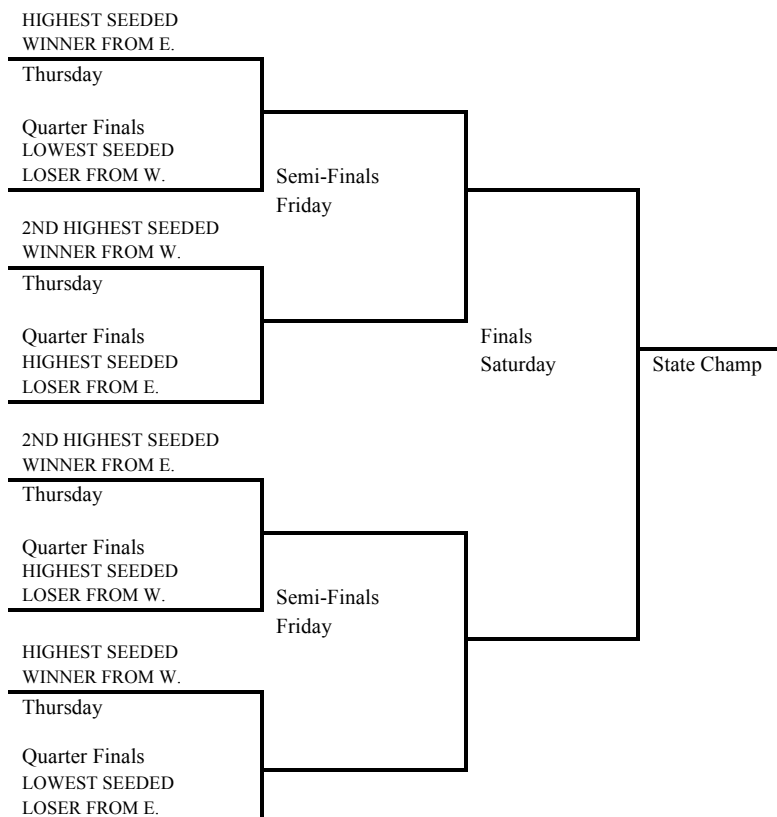 HIGHEST SEEDED
WINNER FROM E.
Thursday
Quarter Finals
LOWEST SEEDED
LOSER FROM W.
Semi-Finals
Friday
2ND HIGHEST SEEDED
WINNER FROM W.
Thursday
Quarter Finals
HIGHEST SEEDED
LOSER FROM E.
Finals
Saturday
State Champ
2ND HIGHEST SEEDED
WINNER FROM E.
Thursday
Quarter Finals
HIGHEST SEEDED
LOSER FROM W.
Semi-Finals
Friday
HIGHEST SEEDED
WINNER FROM W.
Thursday
Quarter Finals
LOWEST SEEDED
LOSER FROM E.